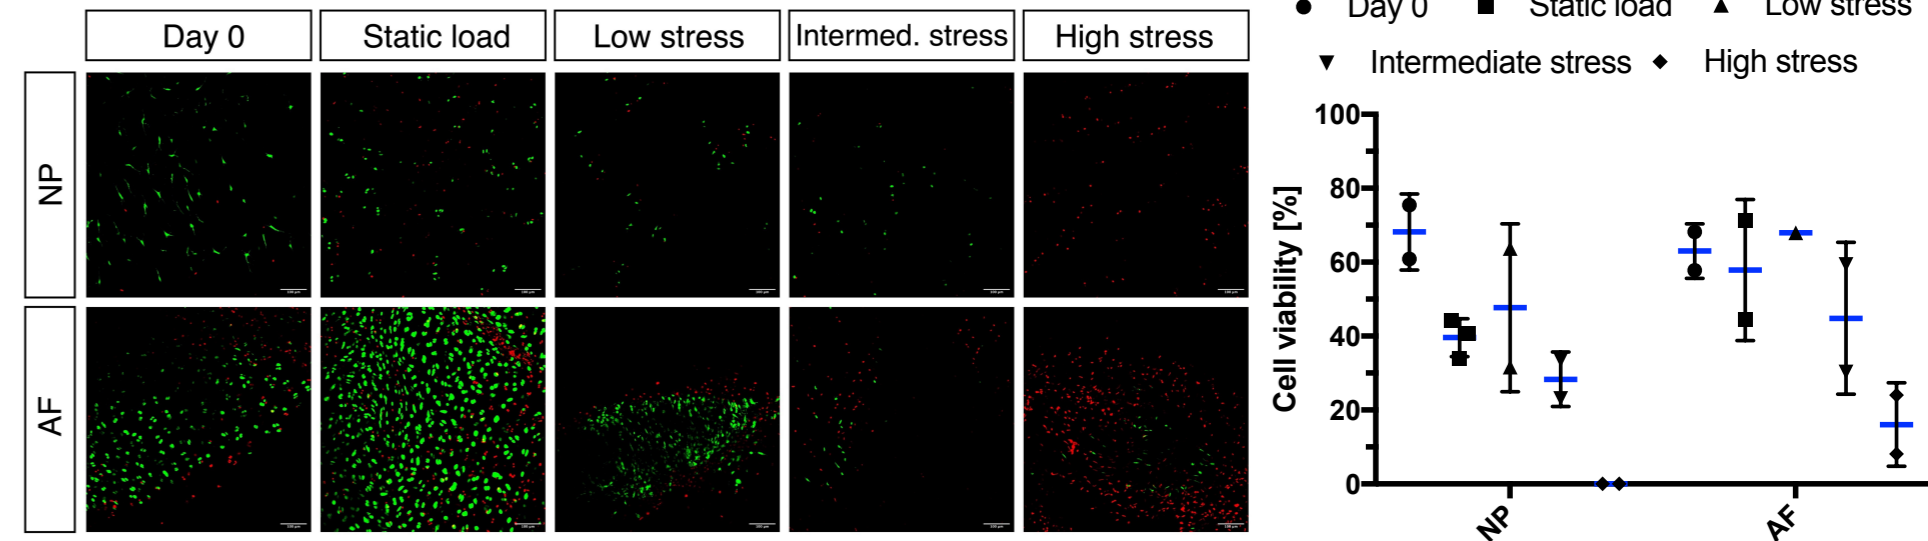 Day 0
Static load
Low stress
Intermed. stress
High stress
NP
AF
Day 0
Static load
Low stress
Intermediate stress
High stress
Cell viability [%]
100
80
60
40
20
0
NP
AF